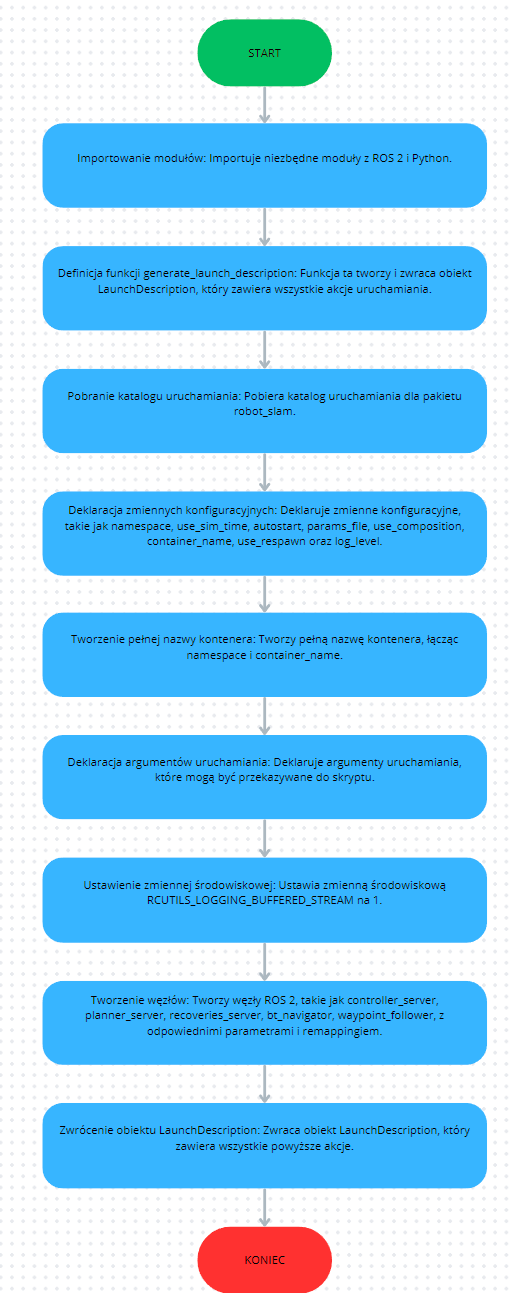 START
Importowanie modułów: Importuje niezbędne moduły z ROS 2 i Python.
Definicja funkcji generate_launch_description: Funkcja ta tworzy i zwraca obiekt
LaunchDescription, który zawiera wszystkie akcje uruchamiania.
Pobranie katalogu uruchamiania: Pobiera katalog uruchamiania dla pakietu
robot_slam.
Deklaracja zmiennych konfiguracyjnych: Deklaruje zmienne konfiguracyjne,
takie jak namespace, use_sim_time, autostart, params_file, use_composition,
container_name, use_respawn oraz log_level.
Tworzenie pełnej nazwy kontenera: Tworzy pełną nazwę kontenera, łącząc
namespace i container_name.
Deklaracja argumentów uruchamiania: Deklaruje argumenty uruchamiania,
które mogą być przekazywane do skryptu.
Ustawienie zmiennej środowiskowej: Ustawia zmienną środowiskową
RCUTILS_LOGGING_BUFFERED_STREAM na 1.
Tworzenie węzłów: Tworzy węzły ROS 2, takie jak controller_server,
planner_server, recoveries_server, bt_navigator, waypoint_follower, z
odpowiednimi parametrami i remappingiem.
Zwrócenie obiektu LaunchDescription: Zwraca obiekt LaunchDescription, który
zawiera wszystkie powyższe akcje.
KONIEC